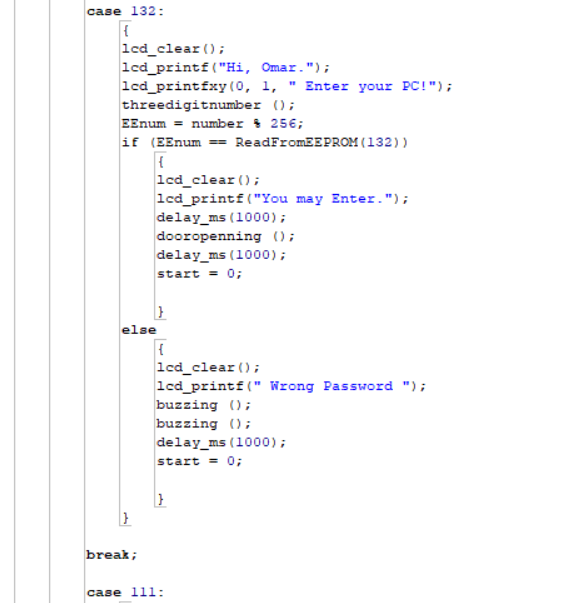 case 132:
{
lcd_clear();
lcd_printf("Hi, Omar.");
lcd_printfxy(0, 1, " Enter your PC!");
threedigitnumber ();
EEnum = number % 256;
if (EEnum == ReadFromEEPROM(132))
{
lcd_clear();
lcd_printf("You may Enter.");
delay_ms(1000);
dooropenning ();
delay_ms(1000);
start = 0;
}
else
{
lcd_clear();
lcd_printf(" Wrong Password ");
buzzing ();
buzzing ();
delay_ms(1000);
start = 0;
}
}
break;
case 111: